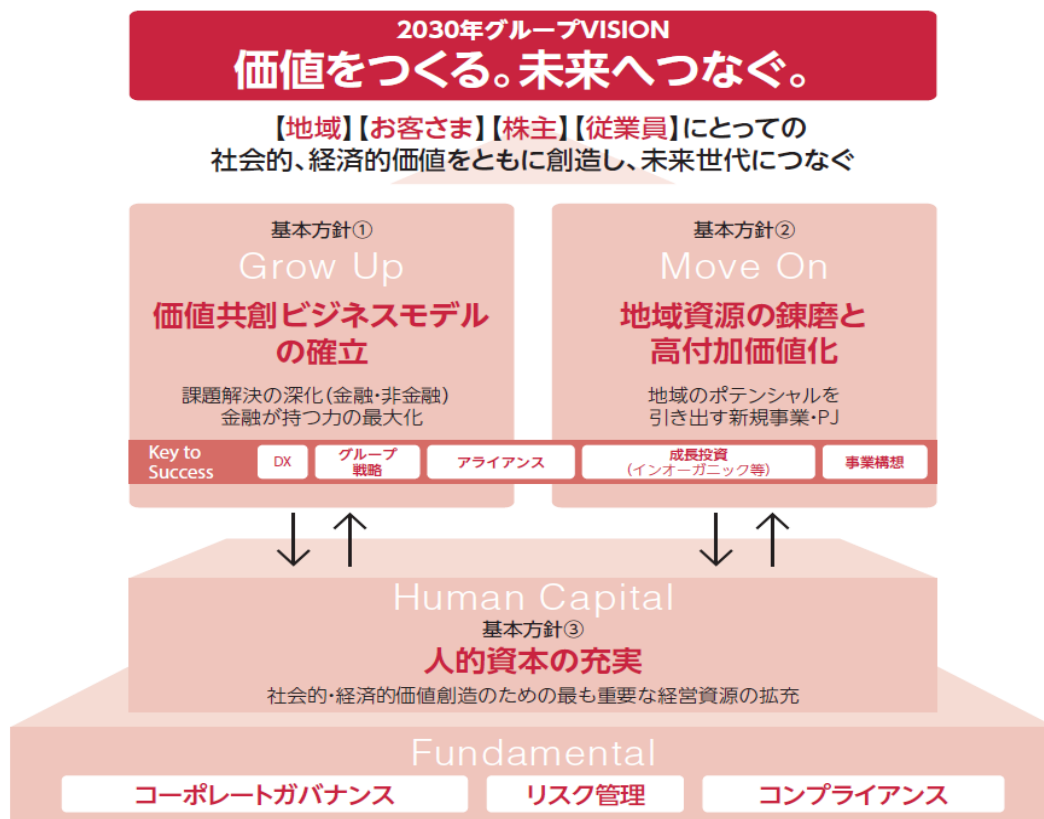 2030年グループVISION
価値をつくる。未来へつなぐ。
【地域】【お客さま】【株主】【従業員】にとっての
社会的、経済的価値をともに創造し、未来世代につなぐ
基本方針①
Grow Up
価値共創ビジネスモデル
の確立
課題解決の深化(金融・非金融)
金融が持つ力の最大化
基本方針②
Move On
地域資源の錬磨と
高付加価値化
地域のポテンシャルを
引き出す新規事業・PJ
Key to
Success
DX
グループ
戦略
アライアンス
成長投資
(インオーガニック等)
事業構想
Human Capital
基本方針③
人的資本の充実
社会的・経済的価値創造のための最も重要な経営資源の拡充
Fundamental
コーポレートガバナンス
リスク管理
コンプライアンス